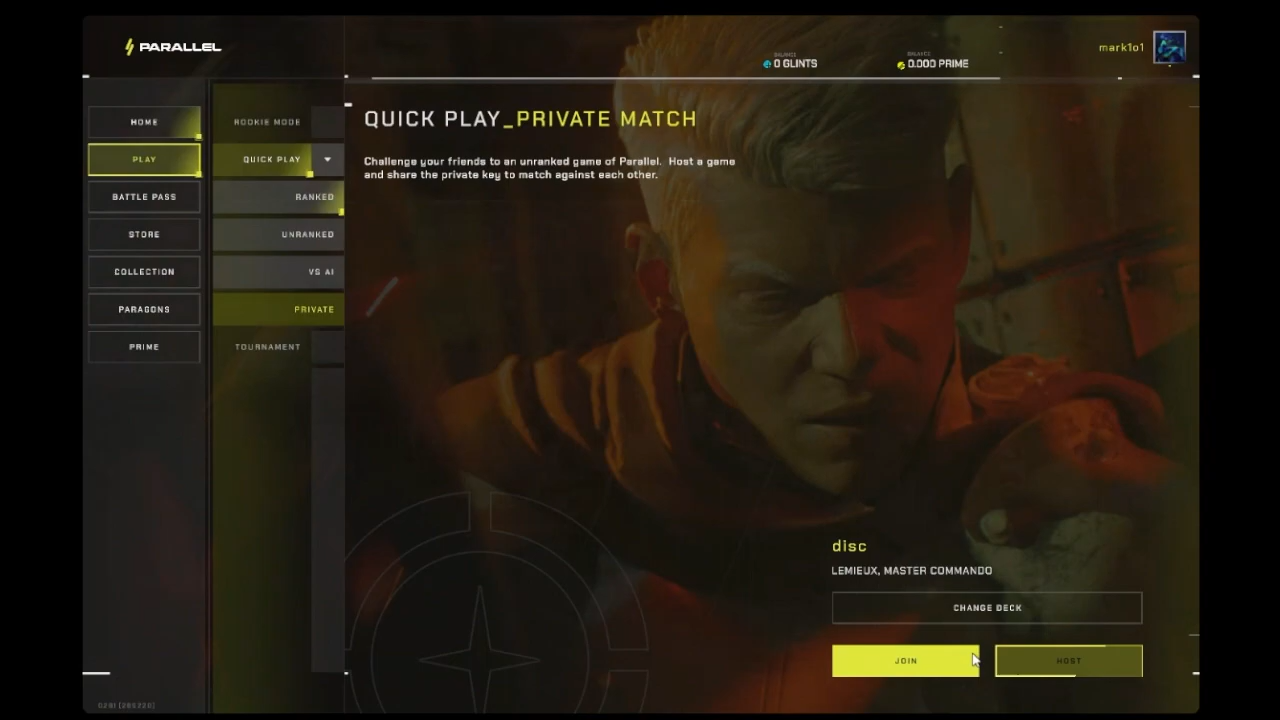 PARALLEL
BALANCE
0 GLINTS
BALANCE
0.000 PRIME
mark1o1
HOME
PLAY
BATTLE PASS
STORE
COLLECTION
PARAGONS
PRIME
ROOKIE MODE
QUICK PLAY
RANKED
UNRANKED
VS AI
PRIVATE
TOURNAMENT
QUICK PLAY_PRIVATE MATCH
Challenge your friends to an unranked game of Parallel. Host a game
and share the private key to match against each other.
disc
LEMIEUX, MASTER COMMANDO
CHANGE DECK
JOIN
HOST